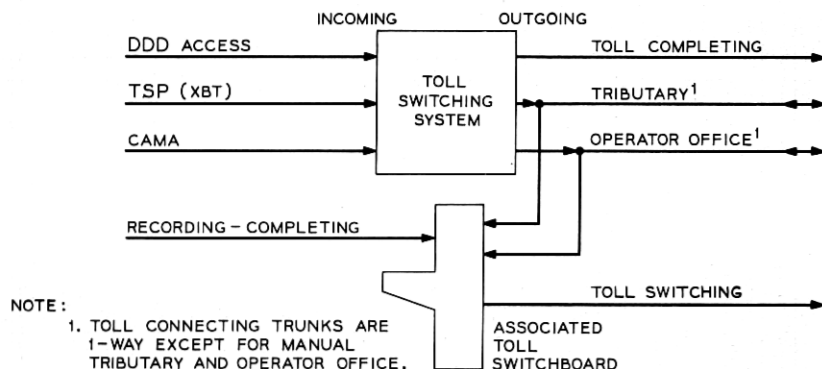 INCOMING OUTGOING
DDD ACCESS
TOLL COMPLETING
TOLL
SWITCHING
SYSTEM
TSP (XBT)
TRIBUTARY1
CAMA
OPERATOR OFFICE1
RECORDING-COMPLETING
TOLL SWITCHING
NOTE:
1. TOLL CONNECTING TRUNKS ARE
1-WAY EXCEPT FOR MANUAL
TRIBUTARY AND OPERATOR OFFICE.
ASSOCIATED
TOLL
SWITCHBOARD